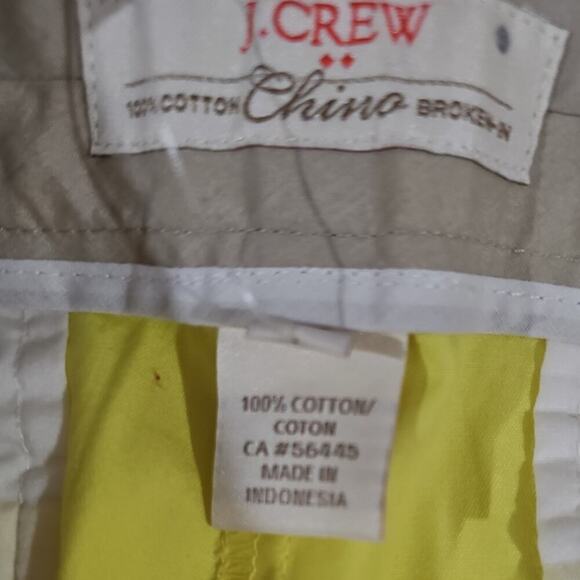 J.CREW
100% COTTON Chino BROKEN-IN
100% COTTON/
COTON
CA #56445
MADE IN
INDONESIA